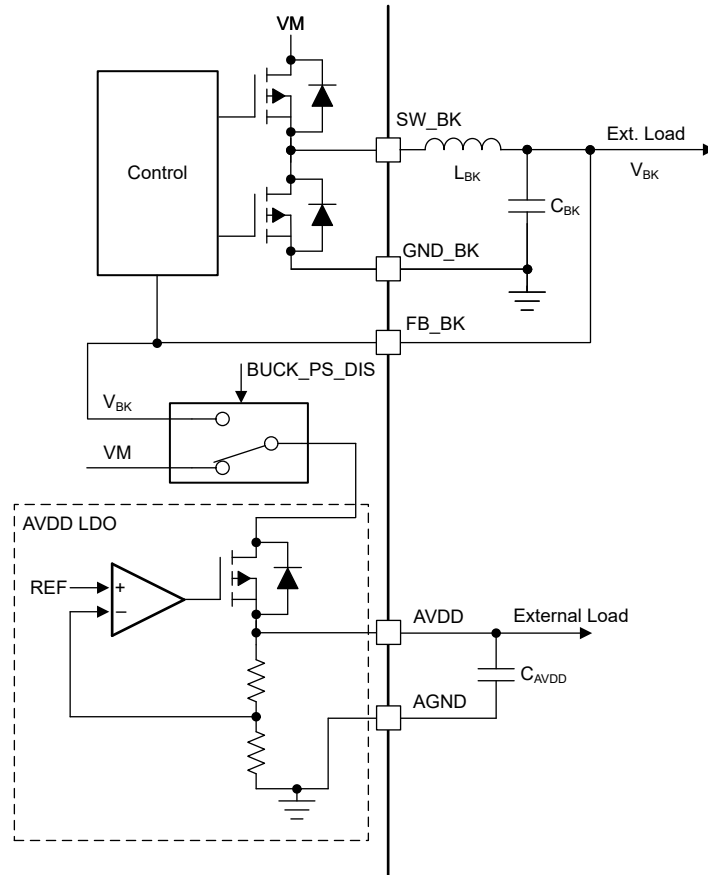 VM
Control
SW_BK
L_BK
Ext. Load
V_BK
C_BK
GND_BK
FB_BK
BUCK_PS_DIS
V_BK
VM
AVDD LDO
REF
+
–
AVDD
External Load
C_AVDD
AGND